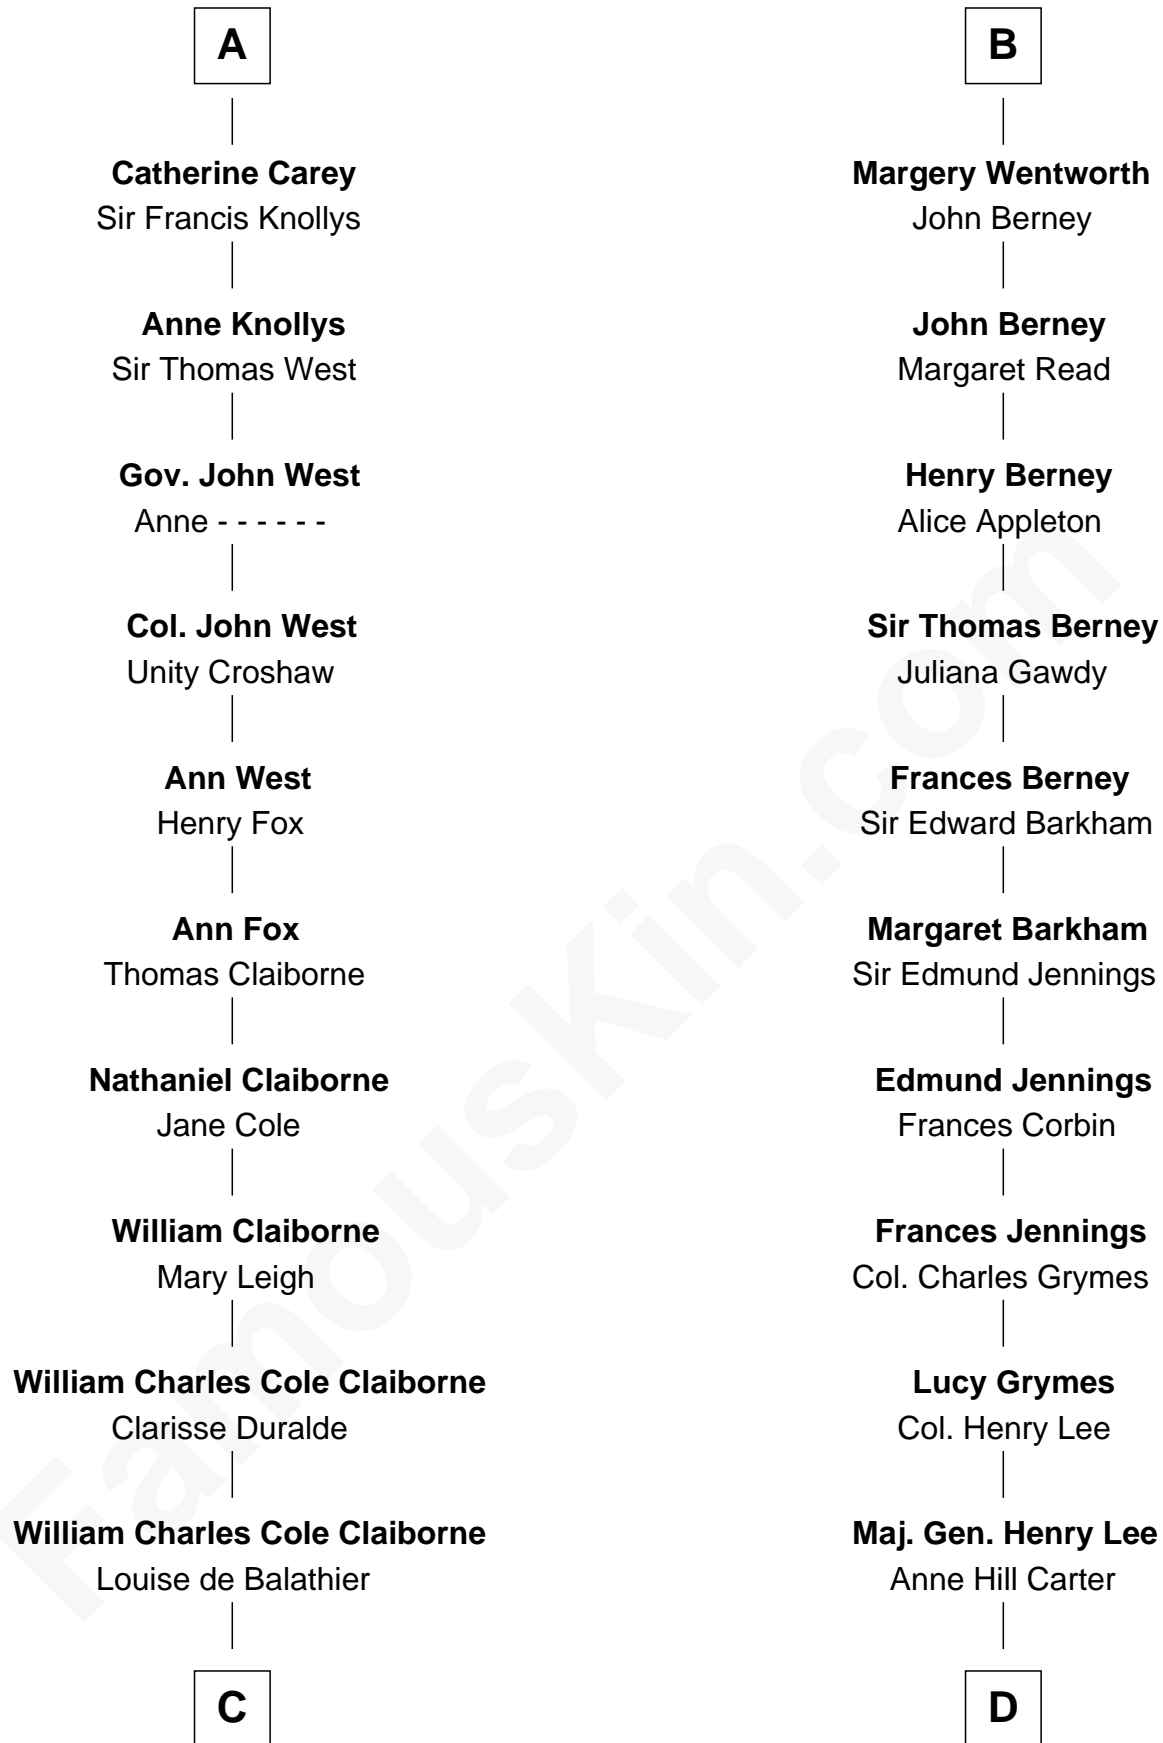 A
Catherine Carey
Sir Francis Knollys
Anne Knollys
Sir Thomas West
Gov. John West
Anne - - - - - -
Col. John West
Unity Croshaw
Ann West
Henry Fox
Ann Fox
Thomas Claiborne
Nathaniel Claiborne
Jane Cole
William Claiborne
Mary Leigh
William Charles Cole Claiborne
Clarisse Duralde
William Charles Cole Claiborne
Louise de Balathier
C
B
Margery Wentworth
John Berney
John Berney
Margaret Read
Henry Berney
Alice Appleton
Sir Thomas Berney
Juliana Gawdy
Frances Berney
Sir Edward Barkham
Margaret Barkham
Sir Edmund Jennings
Edmund Jennings
Frances Corbin
Frances Jennings
Col. Charles Grymes
Lucy Grymes
Col. Henry Lee
Maj. Gen. Henry Lee
Anne Hill Carter
D
FamousKin.com